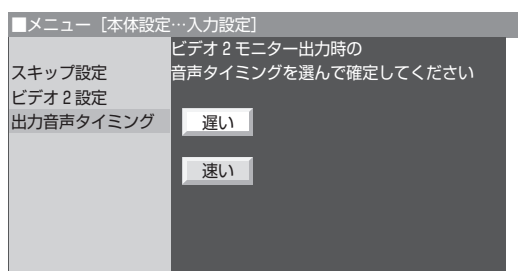 ■メニュー［本体設定…入力設定］
ビデオ２モニター出力時の
音声タイミングを選んで確定してください
スキップ設定
ビデオ２設定
出力音声タイミング
遅い
速い